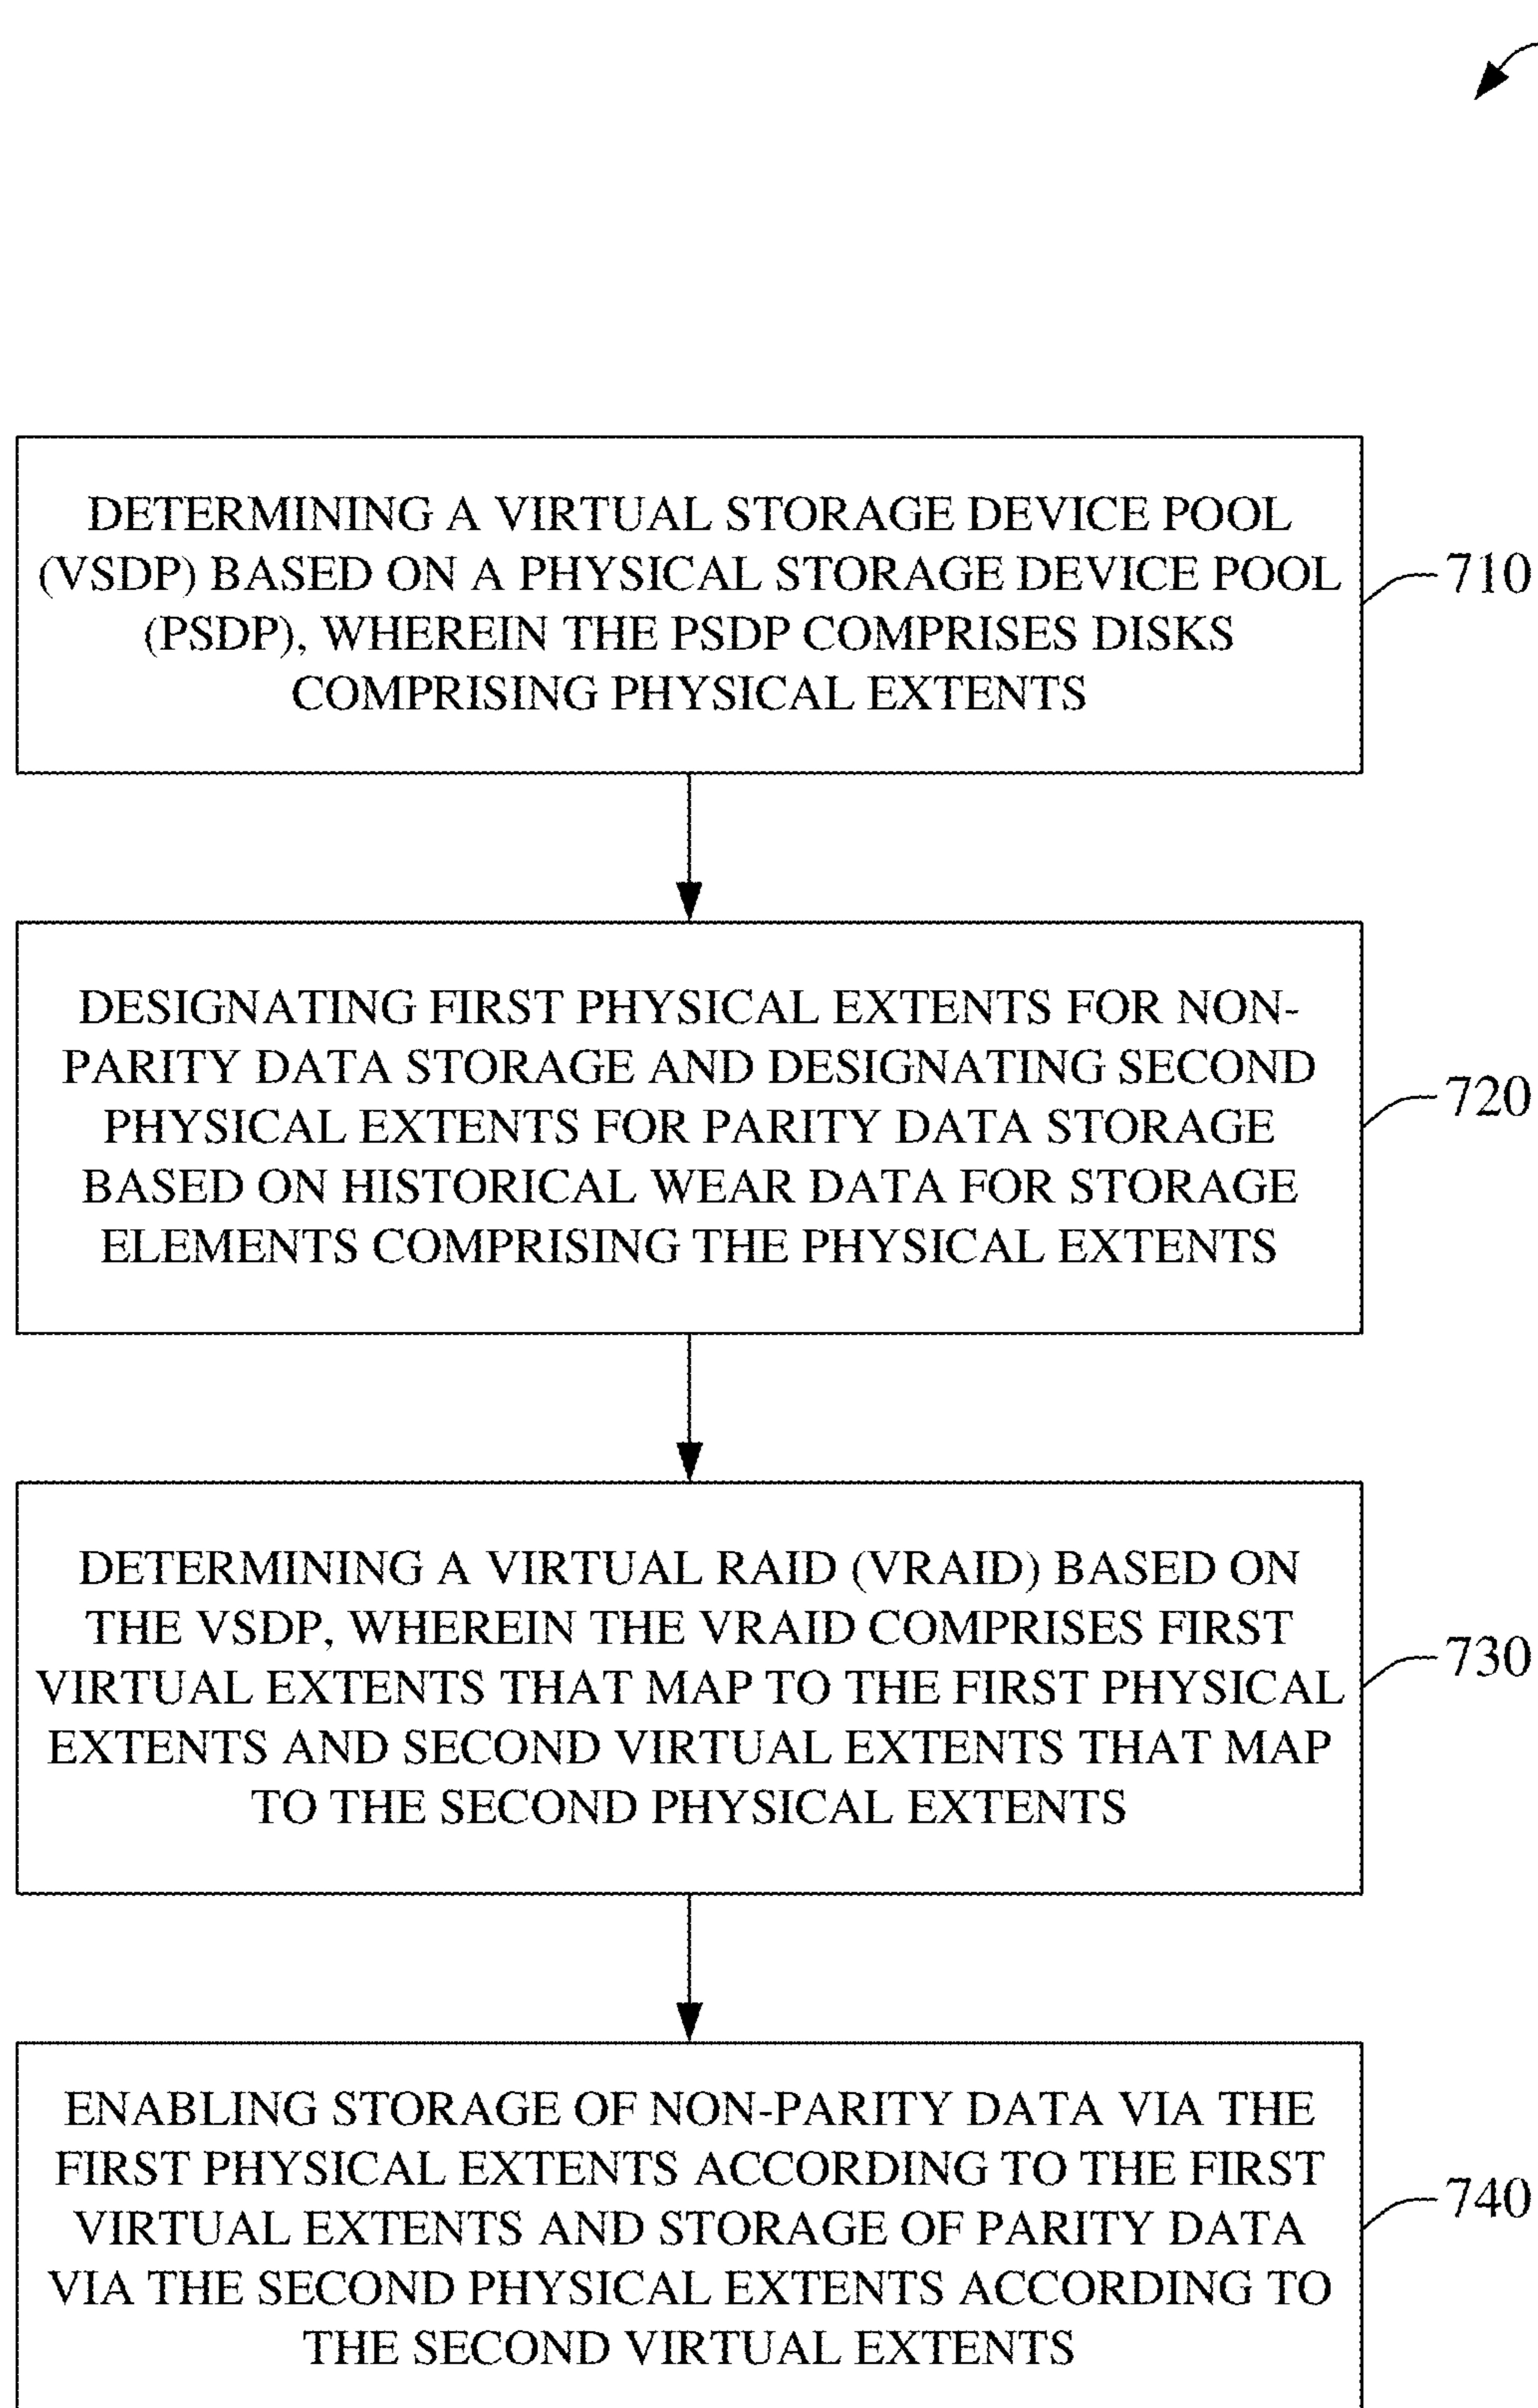 DETERMINING A VIRTUAL STORAGE DEVICE POOL
(VSDP) BASED ON A PHYSICAL STORAGE DEVICE POOL
(PSDP), WHEREIN THE PSDP COMPRISES DISKS
COMPRISING PHYSICAL EXTENTS
710
DESIGNATING FIRST PHYSICAL EXTENTS FOR NON-
PARITY DATA STORAGE AND DESIGNATING SECOND
PHYSICAL EXTENTS FOR PARITY DATA STORAGE
BASED ON HISTORICAL WEAR DATA FOR STORAGE
ELEMENTS COMPRISING THE PHYSICAL EXTENTS
720
DETERMINING A VIRTUAL RAID (VRAID) BASED ON
THE VSDP, WHEREIN THE VRAID COMPRISES FIRST
VIRTUAL EXTENTS THAT MAP TO THE FIRST PHYSICAL
EXTENTS AND SECOND VIRTUAL EXTENTS THAT MAP
TO THE SECOND PHYSICAL EXTENTS
730
ENABLING STORAGE OF NON-PARITY DATA VIA THE
FIRST PHYSICAL EXTENTS ACCORDING TO THE FIRST
VIRTUAL EXTENTS AND STORAGE OF PARITY DATA
VIA THE SECOND PHYSICAL EXTENTS ACCORDING TO
THE SECOND VIRTUAL EXTENTS
740